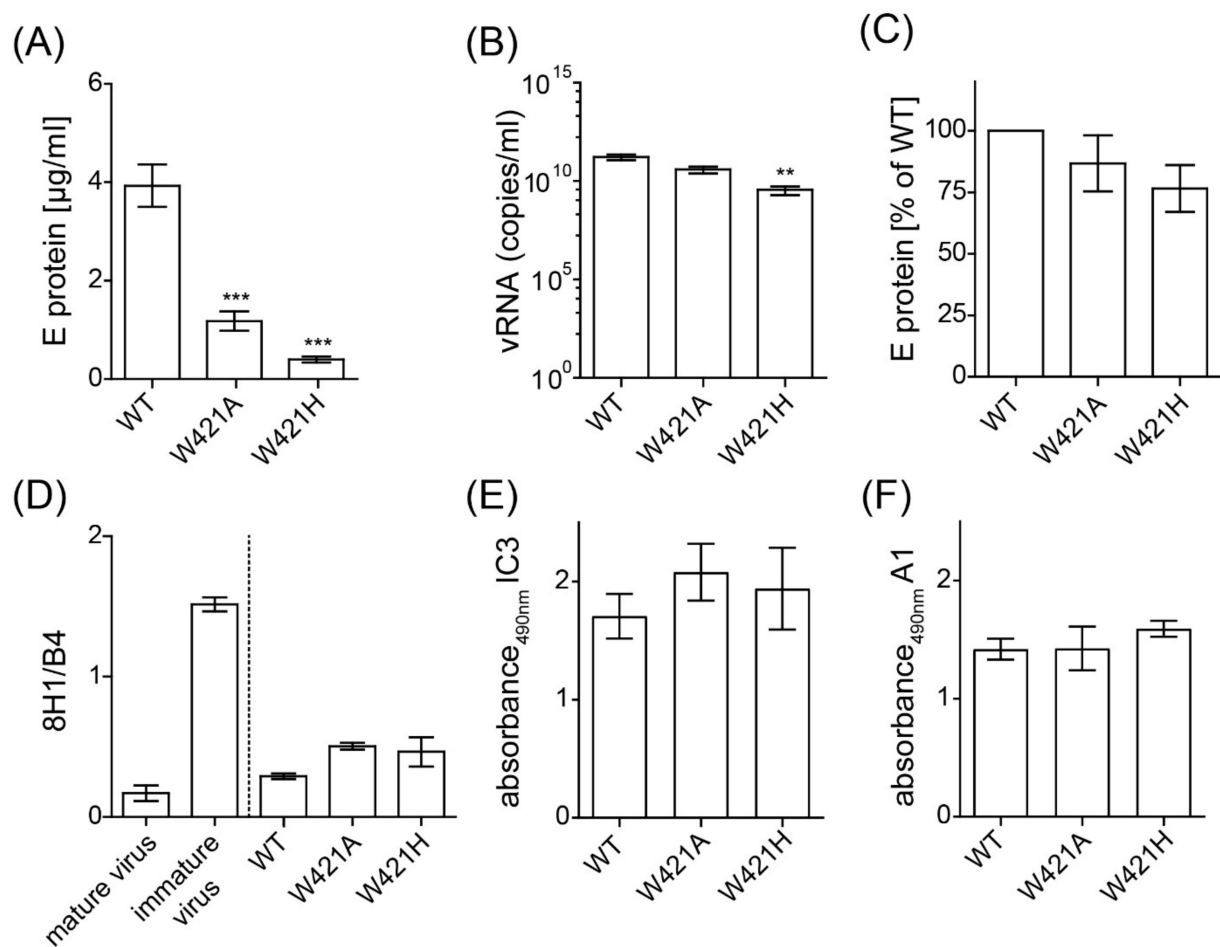 (A)
E protein [µg/ml]
6
4
2
0
***
***
WT
W421A
W421H
(B)
vRNA (copies/ml)
10^15
10^10
10^5
10^0
**
WT
W421A
W421H
(C)
E protein [% of WT]
100
75
50
25
0
WT
W421A
W421H
(D)
8H1/B4
2
1
0
mature virus
immature
virus
WT
W421A
W421H
(E)
absorbance490nm IC3
2
1
0
WT
W421A
W421H
(F)
absorbance490nm A1
2
1
0
WT
W421A
W421H